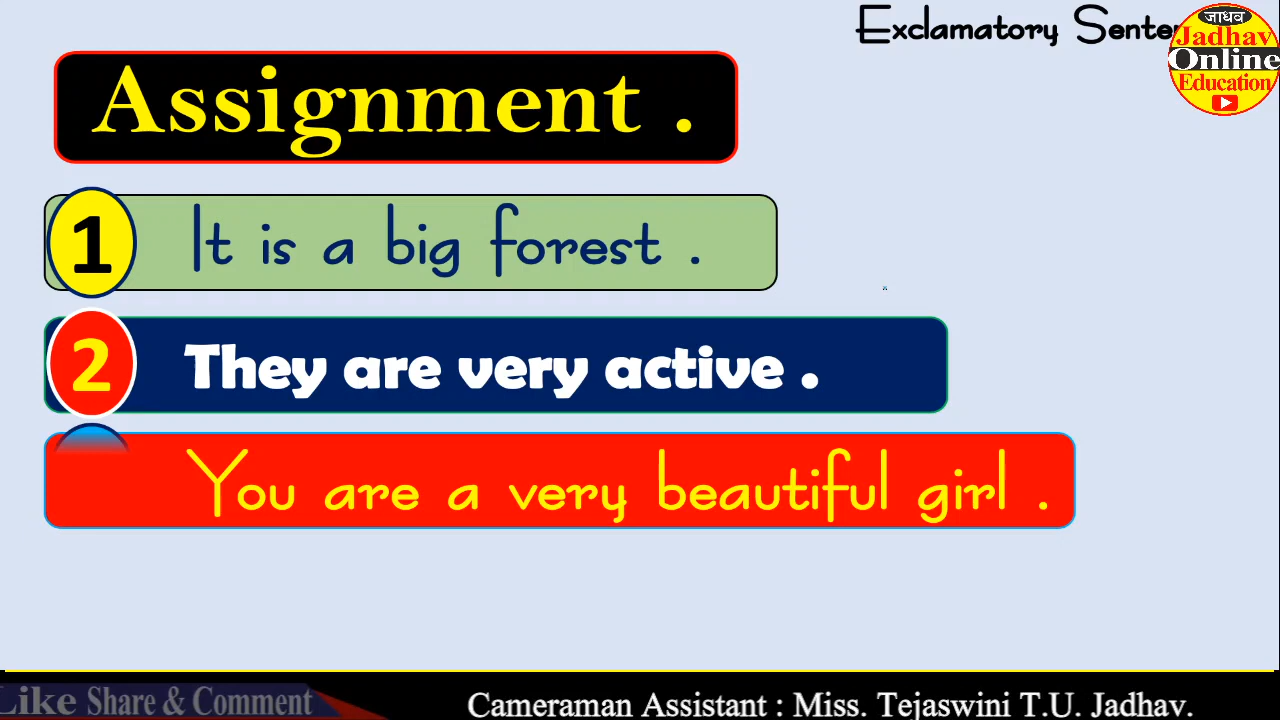 Exclamatory Senten
जाधव
Jadhav
Online
Education
Assignment .
1 It is a big forest .
2 They are very active .
You are a very beautiful girl .
Like Share & Comment
Cameraman Assistant : Miss. Tejaswini T.U. Jadhav.